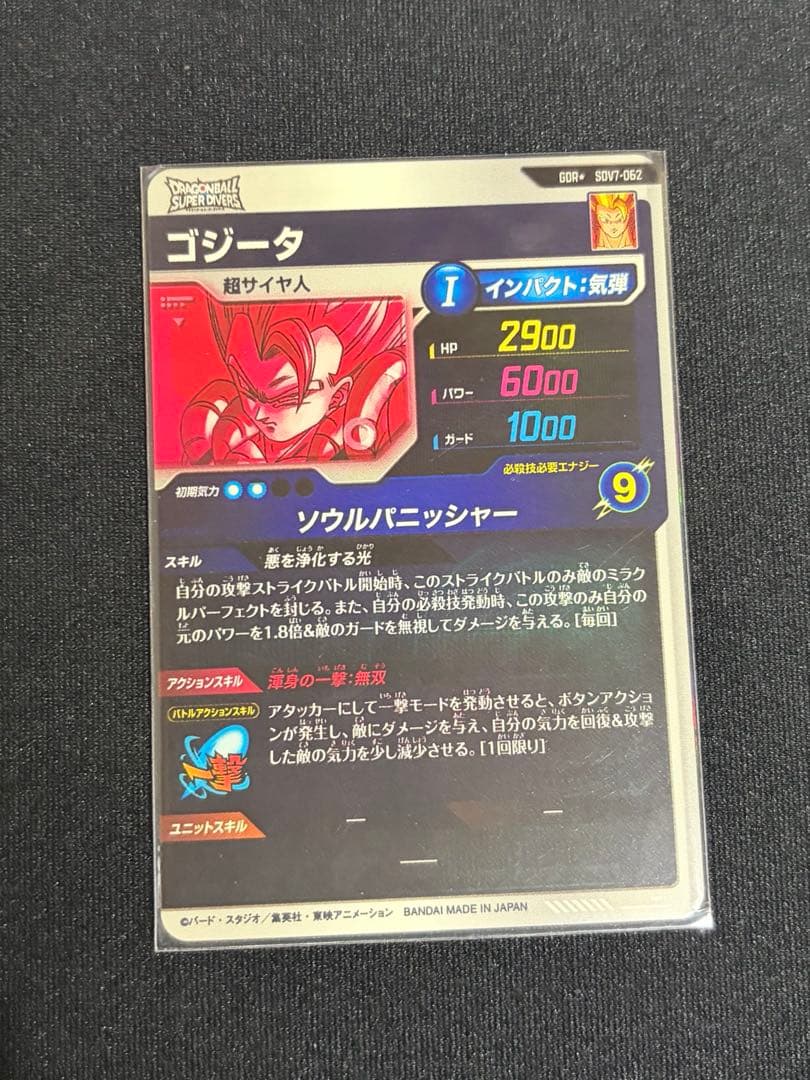 GDR★ SDV7-062
DRAGONBALL
SUPER DIVERS
ゴジータ
超サイヤ人
I インパクト:気弾
HP 2900
パワー 6000
ガード 1000
初期気力
必殺技必要エナジー
9
ソウルパニッシャー
スキル 悪を浄化する光
自分の攻撃ストライクバトル開始時、このストライクバトルのみ敵のミラク
ルパーフェクトを封じる。また、自分の必殺技発動時、この攻撃のみ自分の
元のパワーを1.8倍&敵のガードを無視してダメージを与える。[毎回]
アクションスキル 渾身の一撃:無双
バトルアクションスキル
一撃
アタッカーにして一撃モードを発動させると、ボタンアクショ
ンが発生し、敵にダメージを与え、自分の気力を回復&攻撃
した敵の気力を少し減少させる。[1回限り]
ユニットスキル —
—
©バード・スタジオ／集英社・東映アニメーション BANDAI MADE IN JAPAN